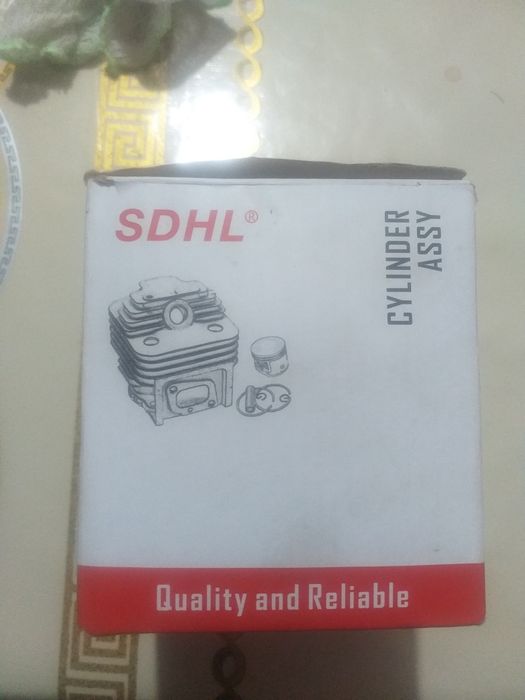 SDHL®
CYLINDER
ASSY
Quality and Reliable